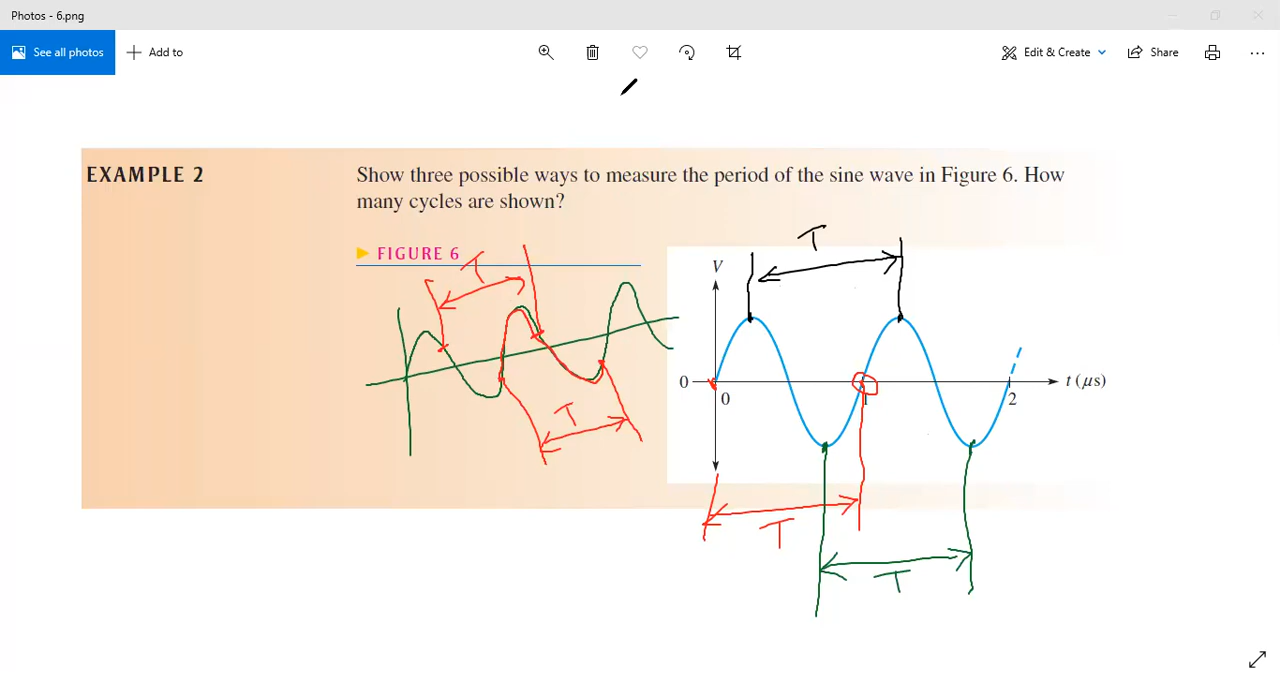 Photos - 6.png
See all photos
Add to
Edit & Create
Share
EXAMPLE 2
Show three possible ways to measure the period of the sine wave in Figure 6. How
many cycles are shown?
FIGURE 6
T
T
T
V
0
0
1
2
t (μs)
T
T